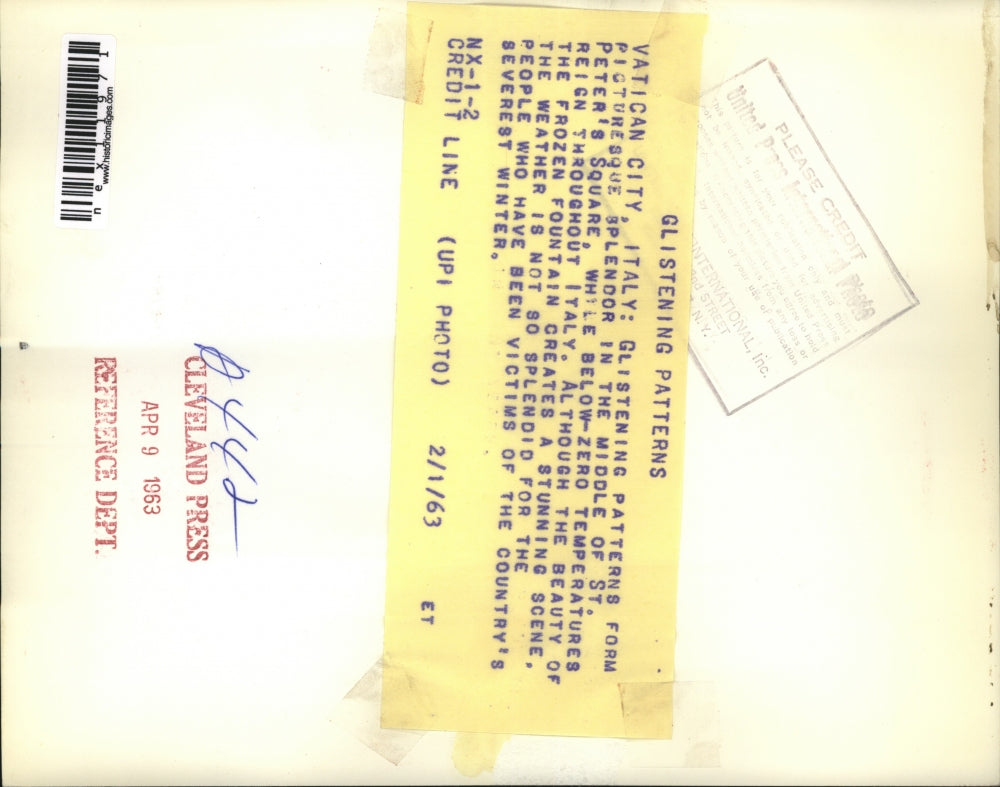 GLISTENING PATTERNS
VATICAN CITY, ITALY: GLISTENING PATTERNS FORM
PICTURESQUE SPLENDOR IN THE MIDDLE OF ST.
PETER'S SQUARE, WHILE BELOW-ZERO TEMPERATURES
REIGN THROUGHOUT ITALY. ALTHOUGH THE BEAUTY OF
THE FROZEN FOUNTAIN CREATES A STUNNING SCENE,
THE WEATHER IS NOT SO SPLENDID FOR THE
PEOPLE WHO HAVE BEEN VICTIMS OF THE COUNTRY'S
SEVEREST WINTER.
NX-1-2
CREDIT LINE (UPI PHOTO) 2/1/63 ET
PLEASE CREDIT
United Press International Photo
INTERNATIONAL, Inc.
STREET
N.Y.
CLEVELAND PRESS
APR 9 1963
REFERENCE DEPT.
www.historicimages.com
nex11971